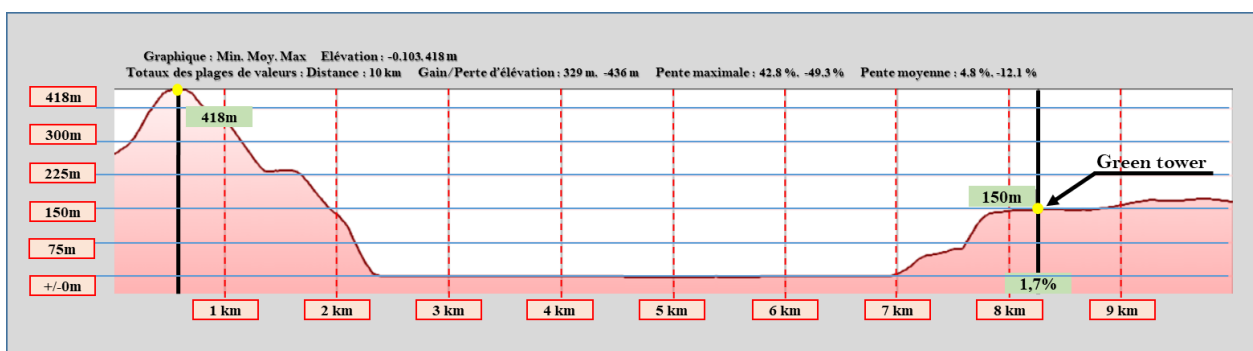 Graphique : Min. Moy. Max Elévation : -0.103. 418 m
Totaux des plages de valeurs : Distance : 10 km Gain/Perte d'élévation : 329 m. -436 m Pente maximale : 42.8 %. -49.3 % Pente moyenne : 4.8 %. -12.1 %
418m
418m
300m
Green tower
225m
150m
150m
75m
+/-0m
1,7%
1 km
2 km
3 km
4 km
5 km
6 km
7 km
8 km
9 km